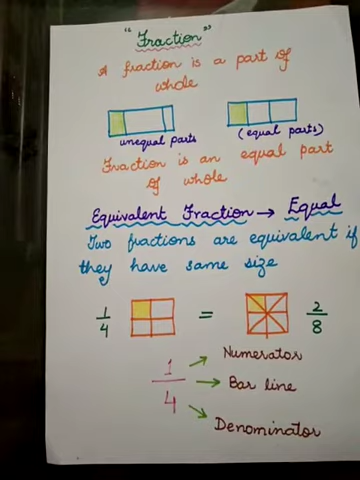 "Fraction"
A fraction is a part of
whole
unequal parts
(equal parts)
Fraction is an equal part
of whole
Equivalent Fraction → Equal
Two fractions are equivalent if
they have same size
1/4 = 2/8
1/4
Numerator
Bar line
Denominator